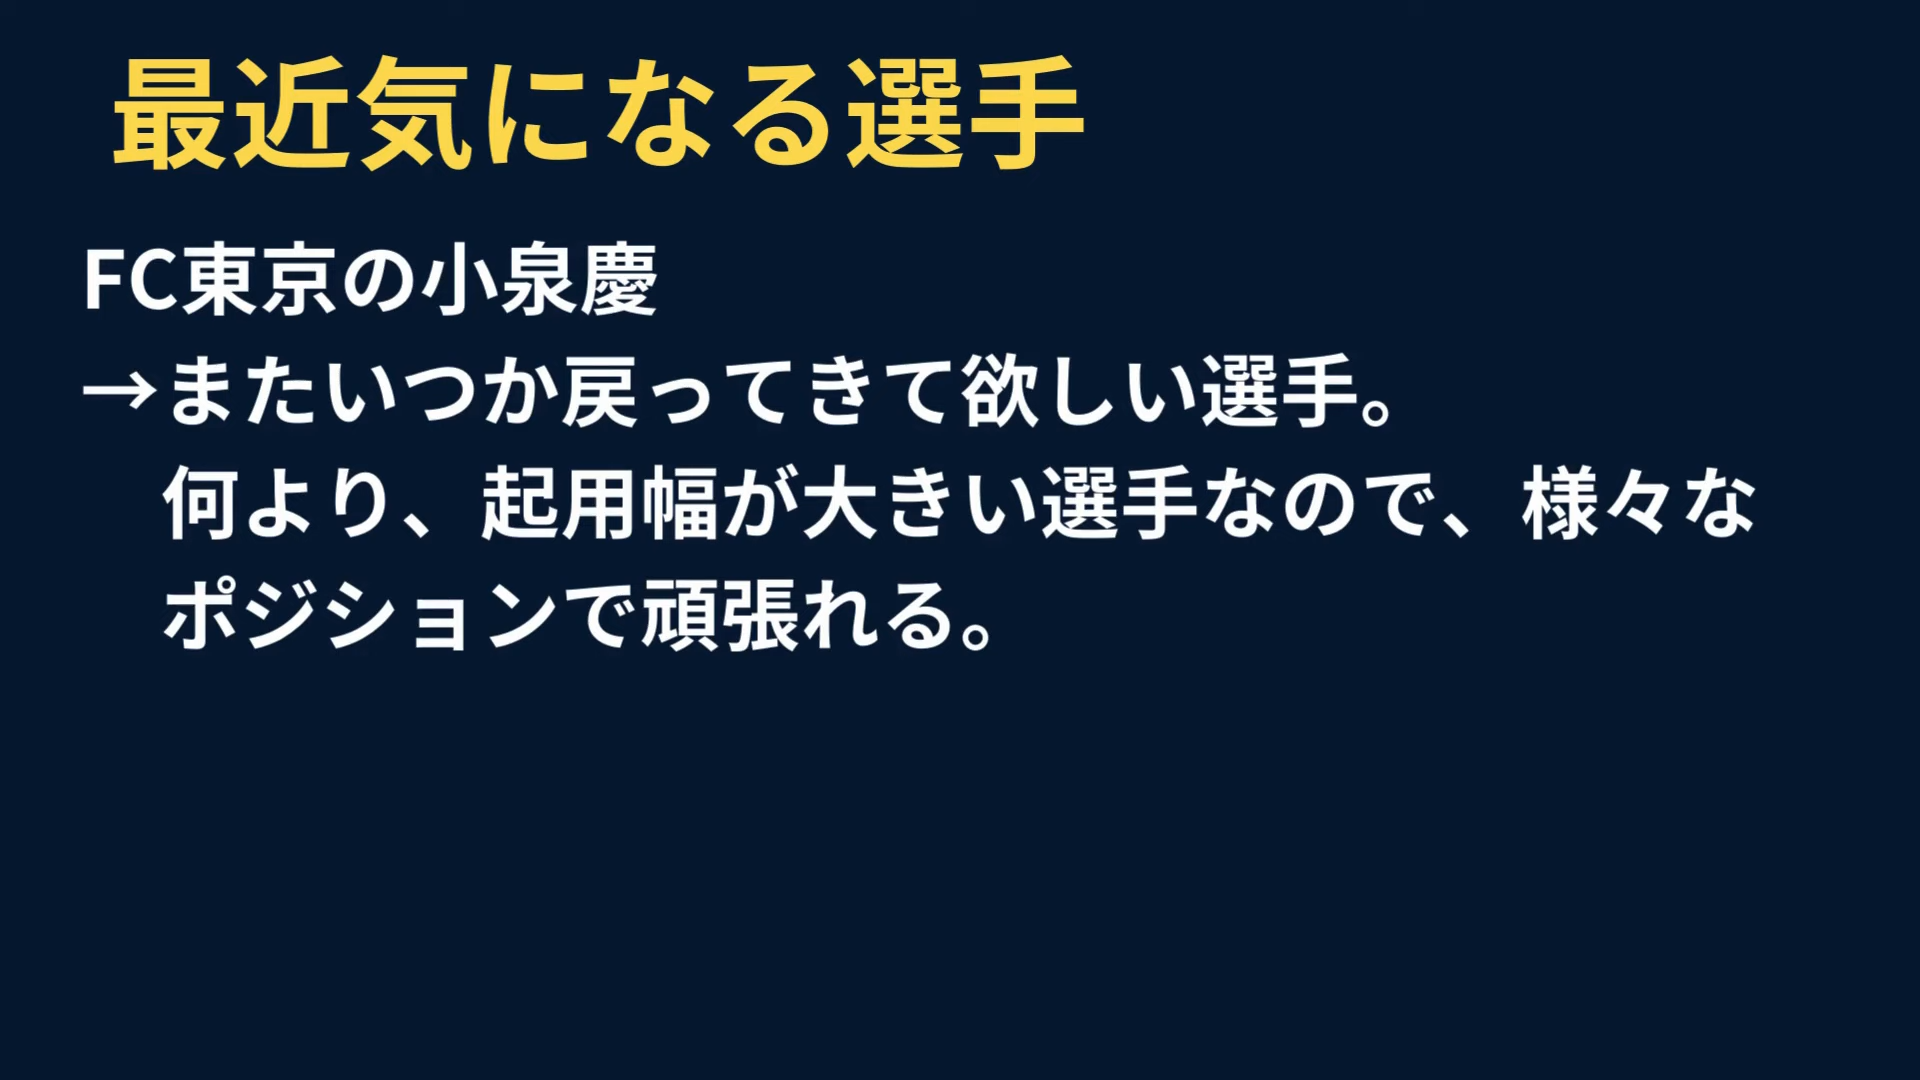 最近気になる選手
FC東京の小泉慶
→またいつか戻ってきて欲しい選手。
何より、起用幅が大きい選手なので、様々な
ポジションで頑張れる。